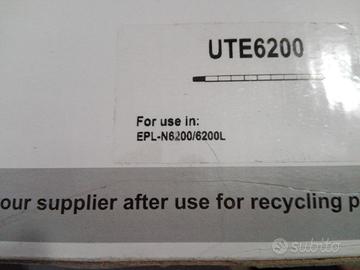 UTE6200
For use in:
EPL-N6200/6200L
our supplier after use for recycling p
subito